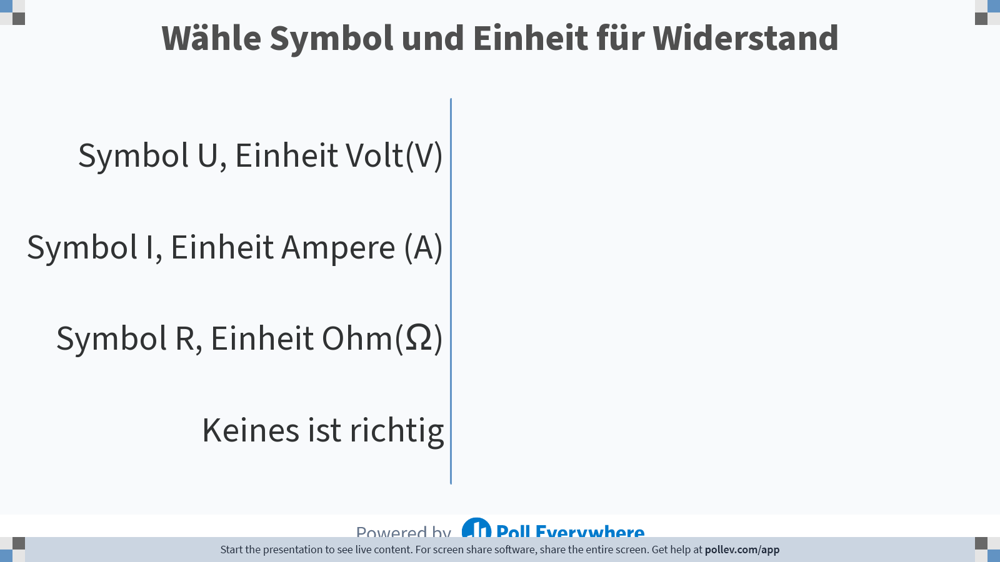 Wähle Symbol und Einheit für Widerstand
Symbol U, Einheit Volt(V)
Symbol I, Einheit Ampere (A)
Symbol R, Einheit Ohm(Ω)
Keines ist richtig
Powered by Poll Everywhere
Start the presentation to see live content. For screen share software, share the entire screen. Get help at pollev.com/app